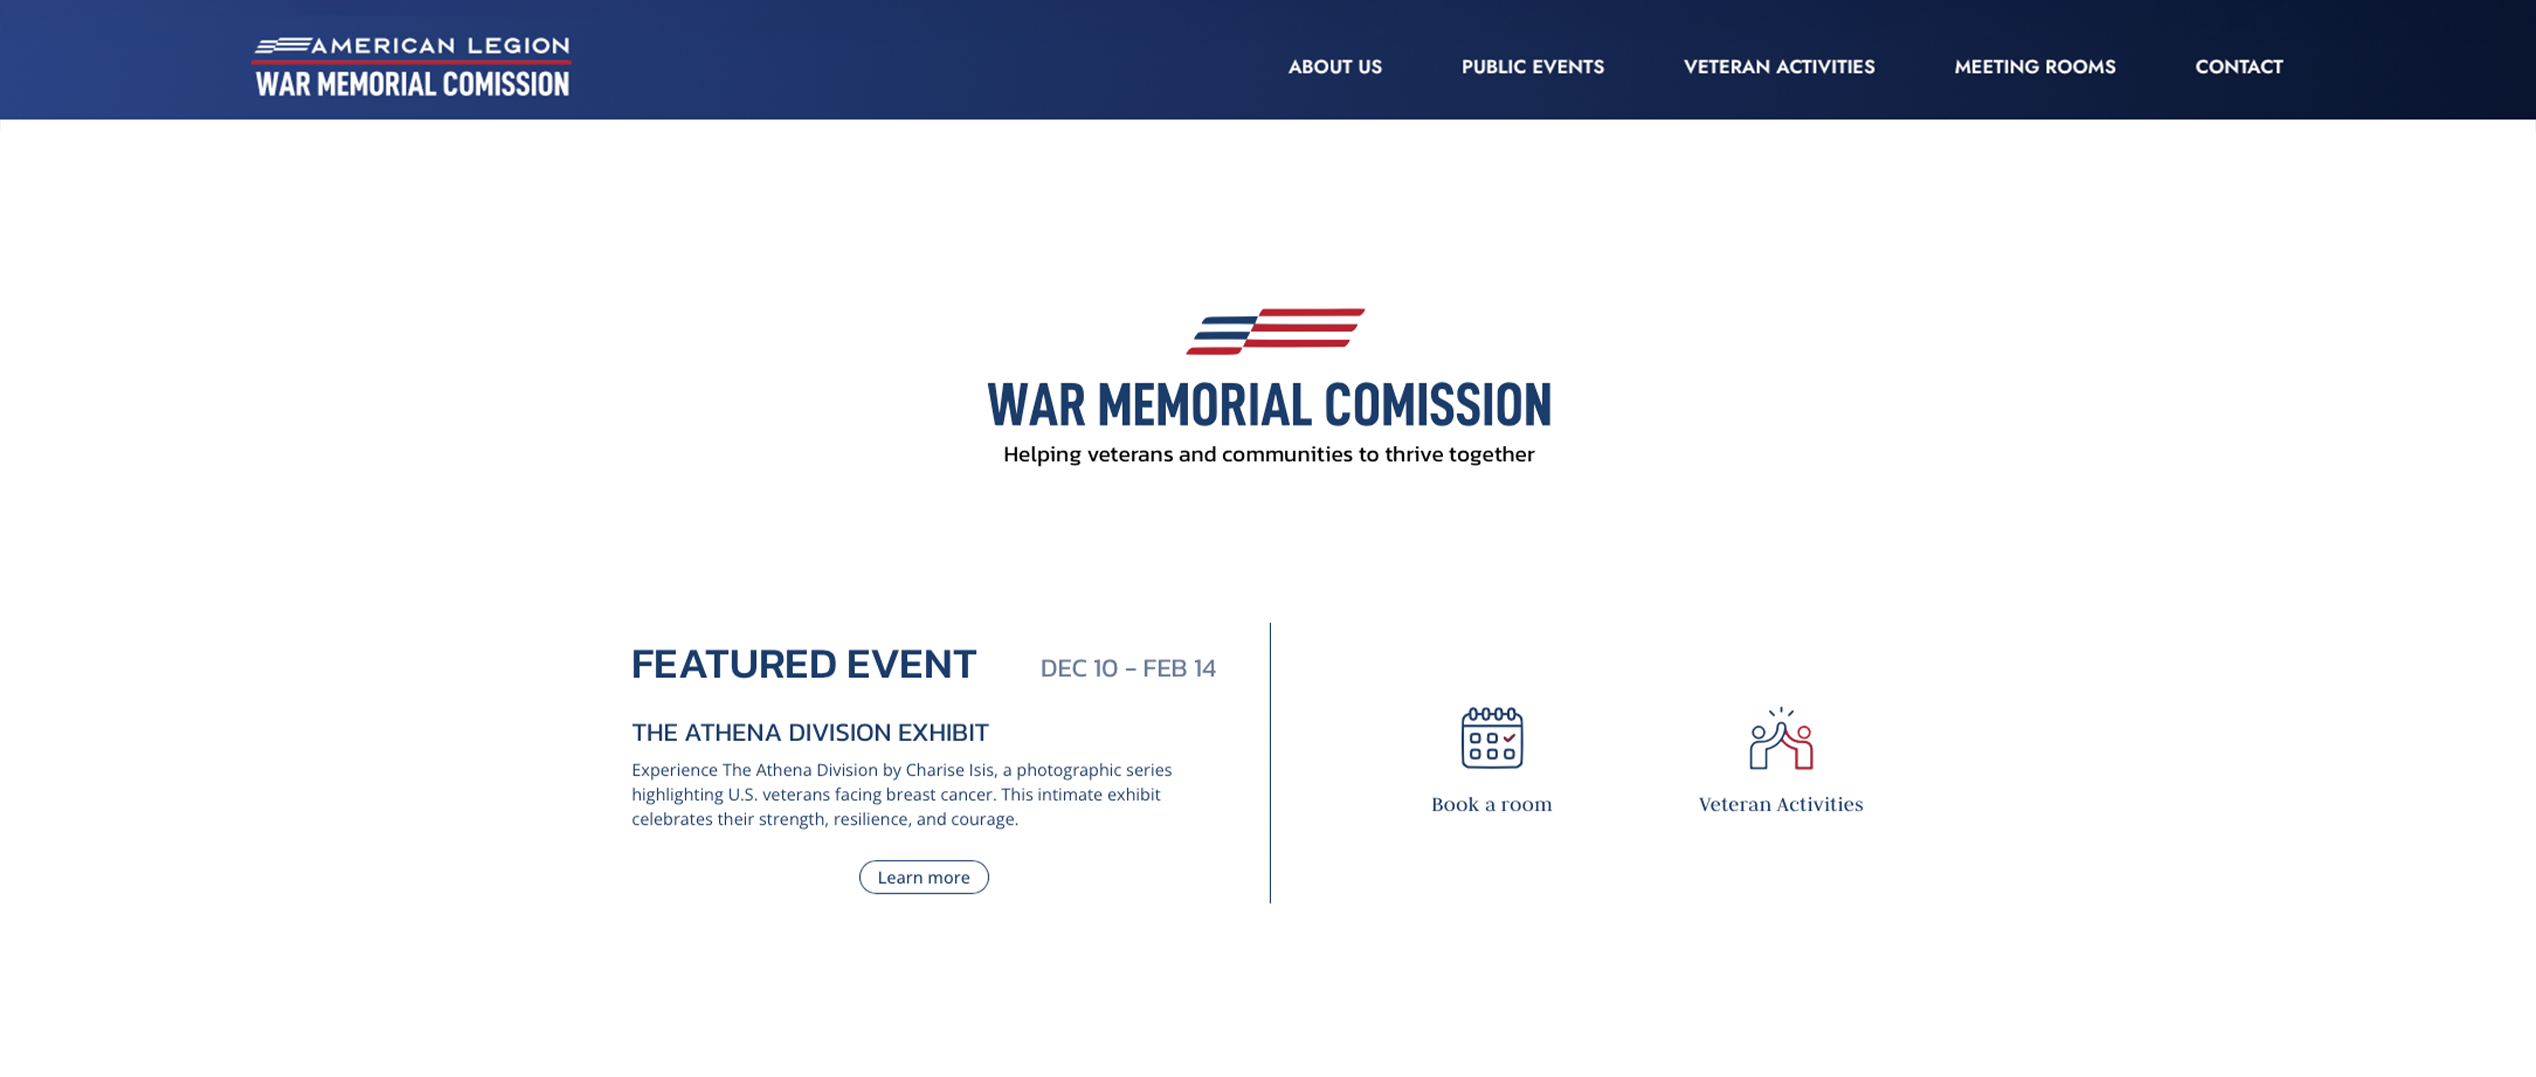 AMERICAN LEGION
WAR MEMORIAL COMISSION
ABOUT US PUBLIC EVENTS VETERAN ACTIVITIES MEETING ROOMS CONTACT
WAR MEMORIAL COMISSION
Helping veterans and communities to thrive together
FEATURED EVENT DEC 10 – FEB 14
THE ATHENA DIVISION EXHIBIT
Experience The Athena Division by Charise Isis, a photographic series
highlighting U.S. veterans facing breast cancer. This intimate exhibit
celebrates their strength, resilience, and courage.
Learn more
Book a room
Veteran Activities